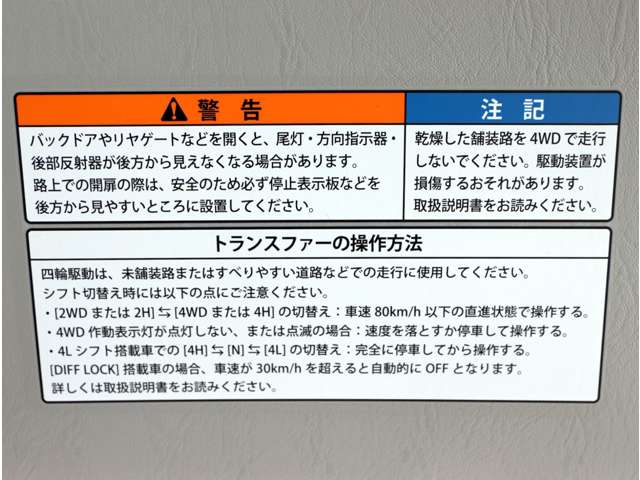 警 告
バックドアやリヤゲートなどを開くと、尾灯・方向指示器・
後部反射器が後方から見えなくなる場合があります。
路上での開扉の際は、安全のため必ず停止表示板などを
後方から見やすいところに設置してください。
注 記
乾燥した舗装路を4WDで走行
しないでください。駆動装置が
損傷するおそれがあります。
取扱説明書をお読みください。
トランスファーの操作方法
四輪駆動は、未舗装路またはすべりやすい道路などでの走行に使用してください。
シフト切替え時には以下の点にご注意ください。
・[2WD または 2H] ⇆ [4WD または 4H] の切替え：車速 80km/h 以下の直進状態で操作する。
・4WD 作動表示灯が点灯しない、または点滅の場合：速度を落とすか停車して操作する。
・4L シフト搭載車での [4H] ⇆ [N] ⇆ [4L] の切替え：完全に停車してから操作する。
[DIFF LOCK] 搭載車の場合、車速が 30km/h を超えると自動的に OFF となります。
詳しくは取扱説明書をお読みください。